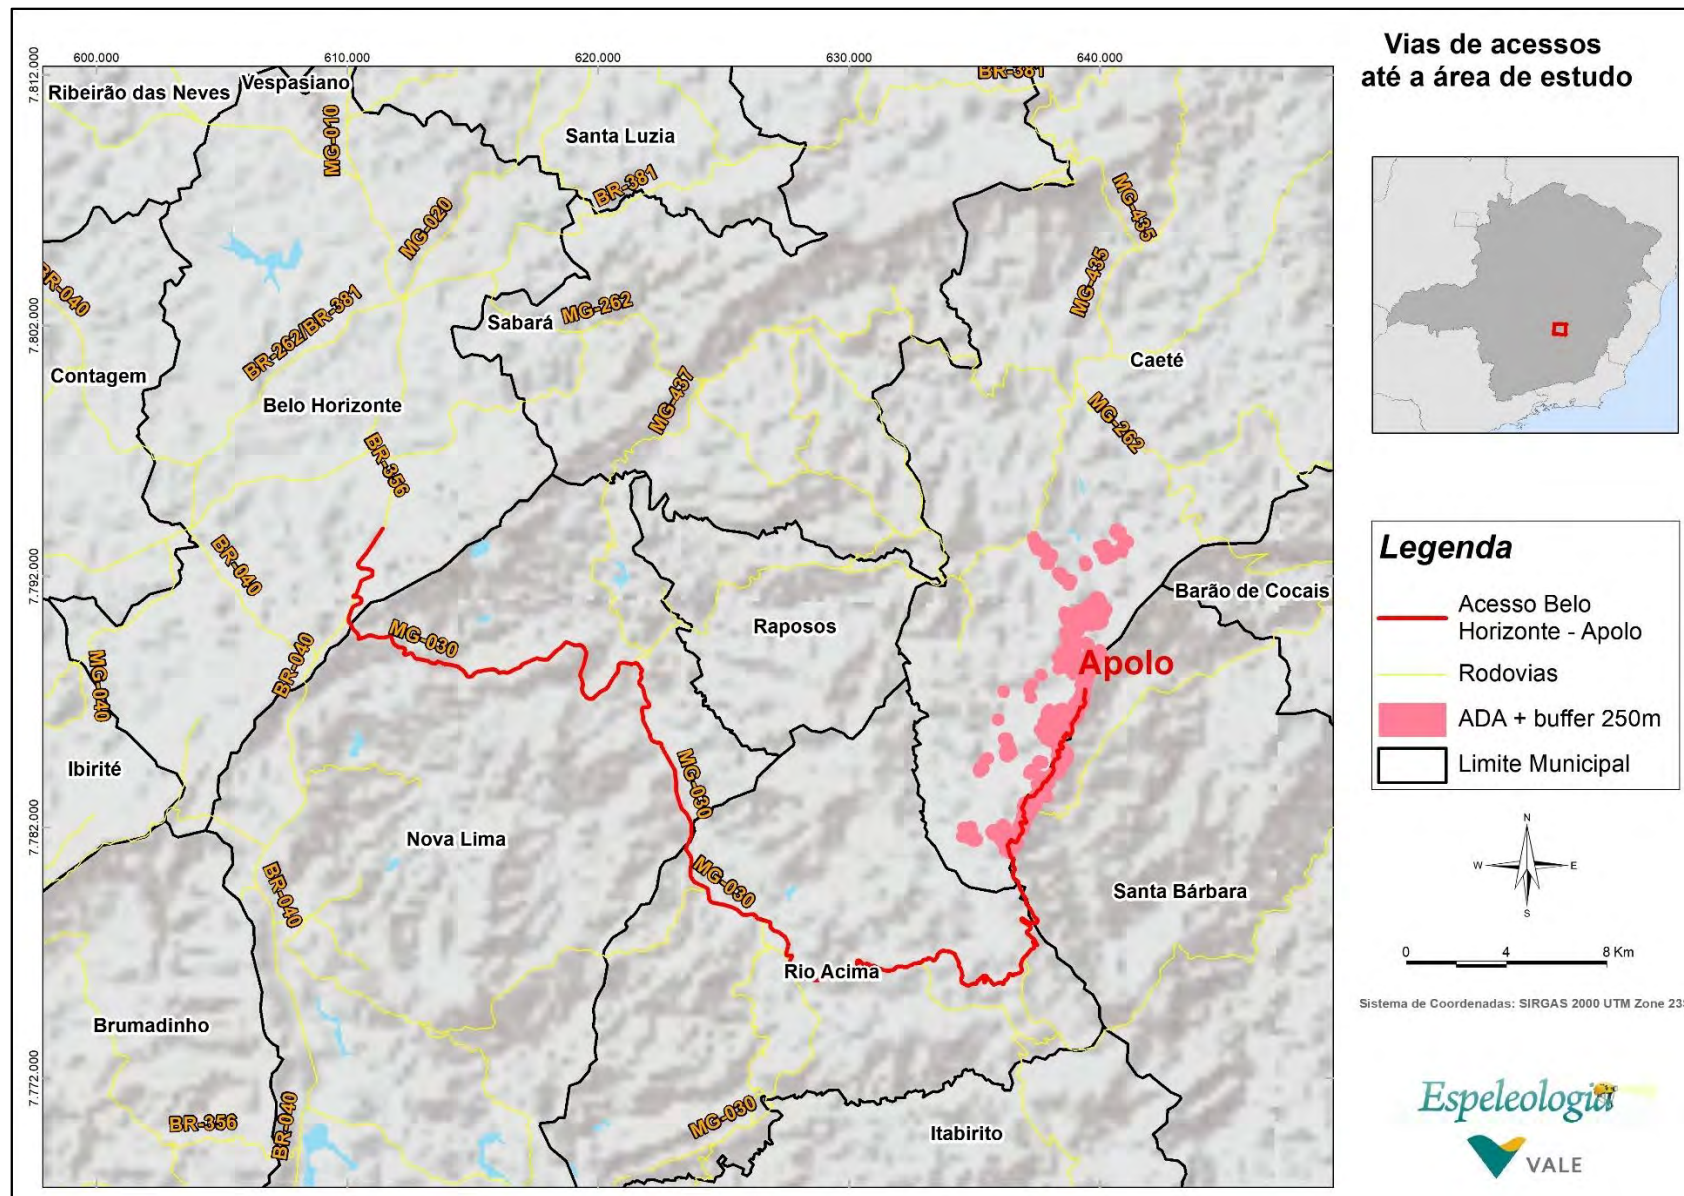 Vias de acessos
até a área de estudo
600.000
610.000
620.000
630.000
640.000
7.812.000
7.802.000
7.792.000
7.782.000
7.772.000
Ribeirão das Neves
Vespasiano
BR-381
MG-010
Santa Luzia
BR-381
MG-435
MG-020
BR-040
MG-435
BR-262/BR-381
MG-262
Sabará
Contagem
Caeté
Belo Horizonte
MG-437
MG-262
BR-356
BR-040
Barão de Cocais
MG-030
Raposos
BR-040
MG-040
Apolo
Ibirité
MG-030
Nova Lima
MG-030
BR-040
Santa Bárbara
Rio Acima
Brumadinho
BR-356
BR-040
MG-030
Itabirito
Legenda
Acesso Belo
Horizonte - Apolo
Rodovias
ADA + buffer 250m
Limite Municipal
N
W
E
S
0
4
8 Km
Sistema de Coordenadas: SIRGAS 2000 UTM Zone 23
Espeleologia
VALE